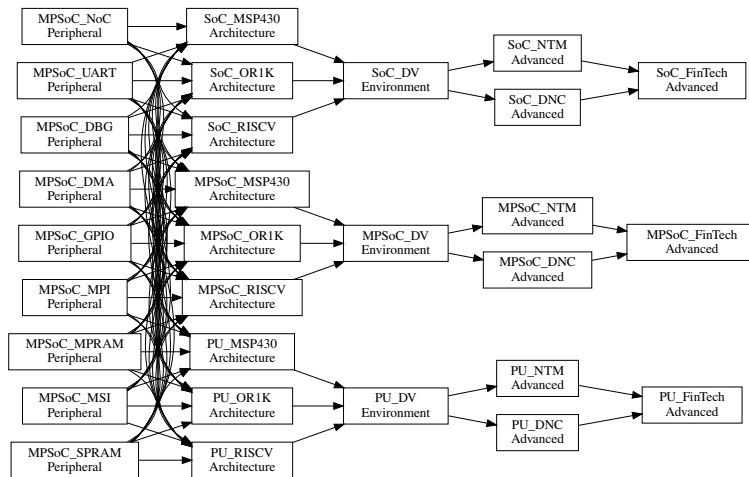 MPSoC_NoC
Peripheral
MPSoC_UART
Peripheral
MPSoC_DBG
Peripheral
MPSoC_DMA
Peripheral
MPSoC_GPIO
Peripheral
MPSoC_MPI
Peripheral
MPSoC_MPRAM
Peripheral
MPSoC_MSI
Peripheral
MPSoC_SPRAM
Peripheral
SoC_MSP430
Architecture
SoC_OR1K
Architecture
SoC_RISCV
Architecture
MPSoC_MSP430
Architecture
MPSoC_OR1K
Architecture
MPSoC_RISCV
Architecture
PU_MSP430
Architecture
PU_OR1K
Architecture
PU_RISCV
Architecture
SoC_DV
Environment
MPSoC_DV
Environment
PU_DV
Environment
SoC_NTM
Advanced
SoC_DNC
Advanced
MPSoC_NTM
Advanced
MPSoC_DNC
Advanced
PU_NTM
Advanced
PU_DNC
Advanced
SoC_FinTech
Advanced
MPSoC_FinTech
Advanced
PU_FinTech
Advanced